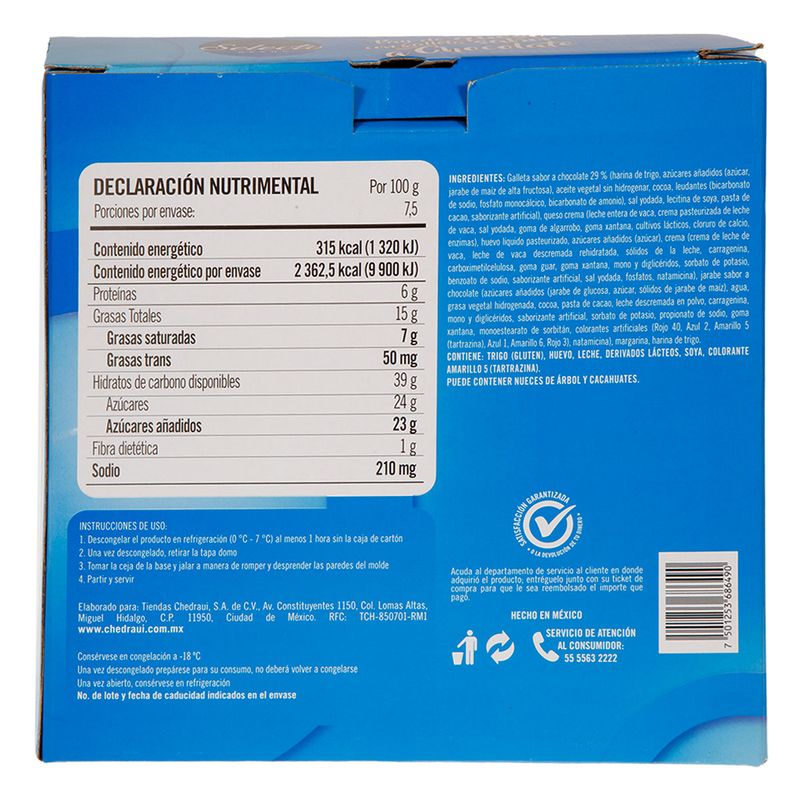 Selecto
a Chocolate
DECLARACIÓN NUTRIMENTAL Por 100 g
Porciones por envase: 7,5
Contenido energético 315 kcal (1 320 kJ)
Contenido energético por envase 2 362,5 kcal (9 900 kJ)
Proteínas 6 g
Grasas Totales 15 g
Grasas saturadas 7 g
Grasas trans 50 mg
Hidratos de carbono disponibles 39 g
Azúcares 24 g
Azúcares añadidos 23 g
Fibra dietética 1 g
Sodio 210 mg
INGREDIENTES: Galleta sabor a chocolate 29 % (harina de trigo, azúcares añadidos (azúcar,
jarabe de maíz de alta fructosa), aceite vegetal sin hidrogenar, cocoa, leudantes (bicarbonato
de sodio, fosfato monocálcico, bicarbonato de amonio), sal yodada, lecitina de soya, pasta de
cacao, saborizante artificial), queso crema (leche entera de vaca, crema pasteurizada de leche
de vaca, sal yodada, goma de algarrobo, goma xantana, cultivos lácticos, cloruro de calcio,
enzimas), huevo líquido pasteurizado, azúcares añadidos (azúcar), crema (crema de leche de
vaca, leche de vaca descremada rehidratada, sólidos de la leche, carragenina,
carboximetilcelulosa, goma guar, goma xantana, mono y diglicéridos, sorbato de potasio,
benzoato de sodio, saborizante artificial, sal yodada, fosfatos, natamicina), jarabe sabor a
chocolate (azúcares añadidos (jarabe de glucosa, azúcar, sólidos de jarabe de maíz), agua,
grasa vegetal hidrogenada, cocoa, pasta de cacao, leche descremada en polvo, carragenina,
mono y diglicéridos, saborizante artificial, sorbato de potasio, propionato de sodio, goma
xantana, monoestearato de sorbitán, colorantes artificiales (Rojo 40, Azul 2, Amarillo 5
(tartrazina), Azul 1, Amarillo 6, Rojo 3), natamicina), margarina, harina de trigo.
CONTIENE: TRIGO (GLUTEN), HUEVO, LECHE, DERIVADOS LÁCTEOS, SOYA, COLORANTE
AMARILLO 5 (TARTRAZINA).
PUEDE CONTENER NUECES DE ÁRBOL Y CACAHUATES.
INSTRUCCIONES DE USO:
1. Descongelar el producto en refrigeración (0 °C - 7 °C) al menos 1 hora sin la caja de cartón
2. Una vez descongelado, retirar la tapa domo
3. Tomar la ceja de la base y jalar a manera de romper y desprender las paredes del molde
4. Partir y servir
Elaborado para: Tiendas Chedraui, S.A. de C.V., Av. Constituyentes 1150, Col. Lomas Altas,
Miguel Hidalgo, C.P. 11950, Ciudad de México. RFC: TCH-850701-RM1
www.chedraui.com.mx
Consérvese en congelación a -18 °C
Una vez descongelado prepárese para su consumo, no deberá volver a congelarse
Una vez abierto, consérvese en refrigeración
No. de lote y fecha de caducidad indicados en el envase
SATISFACCIÓN GARANTIZADA
O LA DEVOLUCIÓN DE TU DINERO
Acuda al departamento de servicio al cliente en donde
adquirió el producto; entréguelo junto con su ticket de
compra para que le sea reembolsado el importe que
pagó.
HECHO EN MÉXICO
SERVICIO DE ATENCIÓN
AL CONSUMIDOR:
55 5563 2222
7 501253 686490